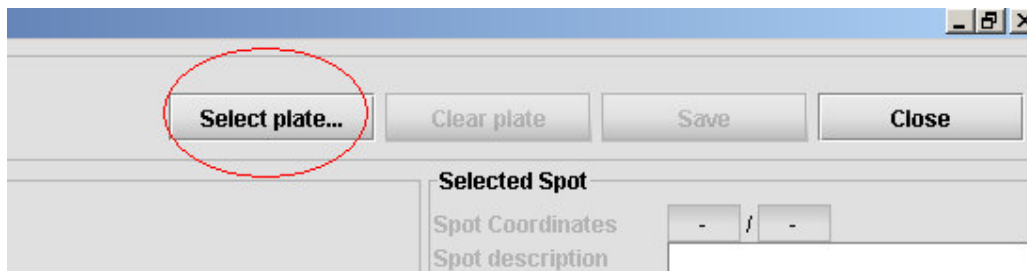 Select plate... Clear plate Save Close
Selected Spot
Spot Coordinates - / -
Spot description